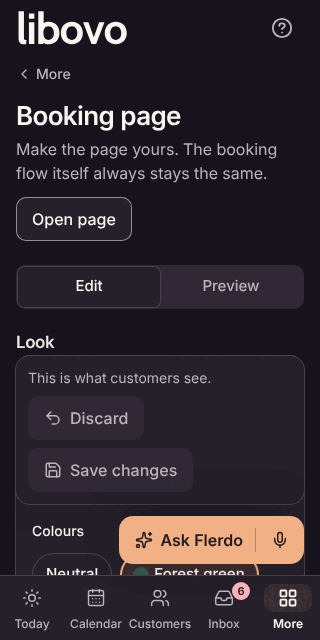 libovo
More
Booking page
Make the page yours. The booking
flow itself always stays the same.
Open page
Edit
Preview
Look
This is what customers see.
Discard
Save changes
Colours
Ask Flerdo
Neutral
Forest green
6
Today
Calendar
Customers
Inbox
More